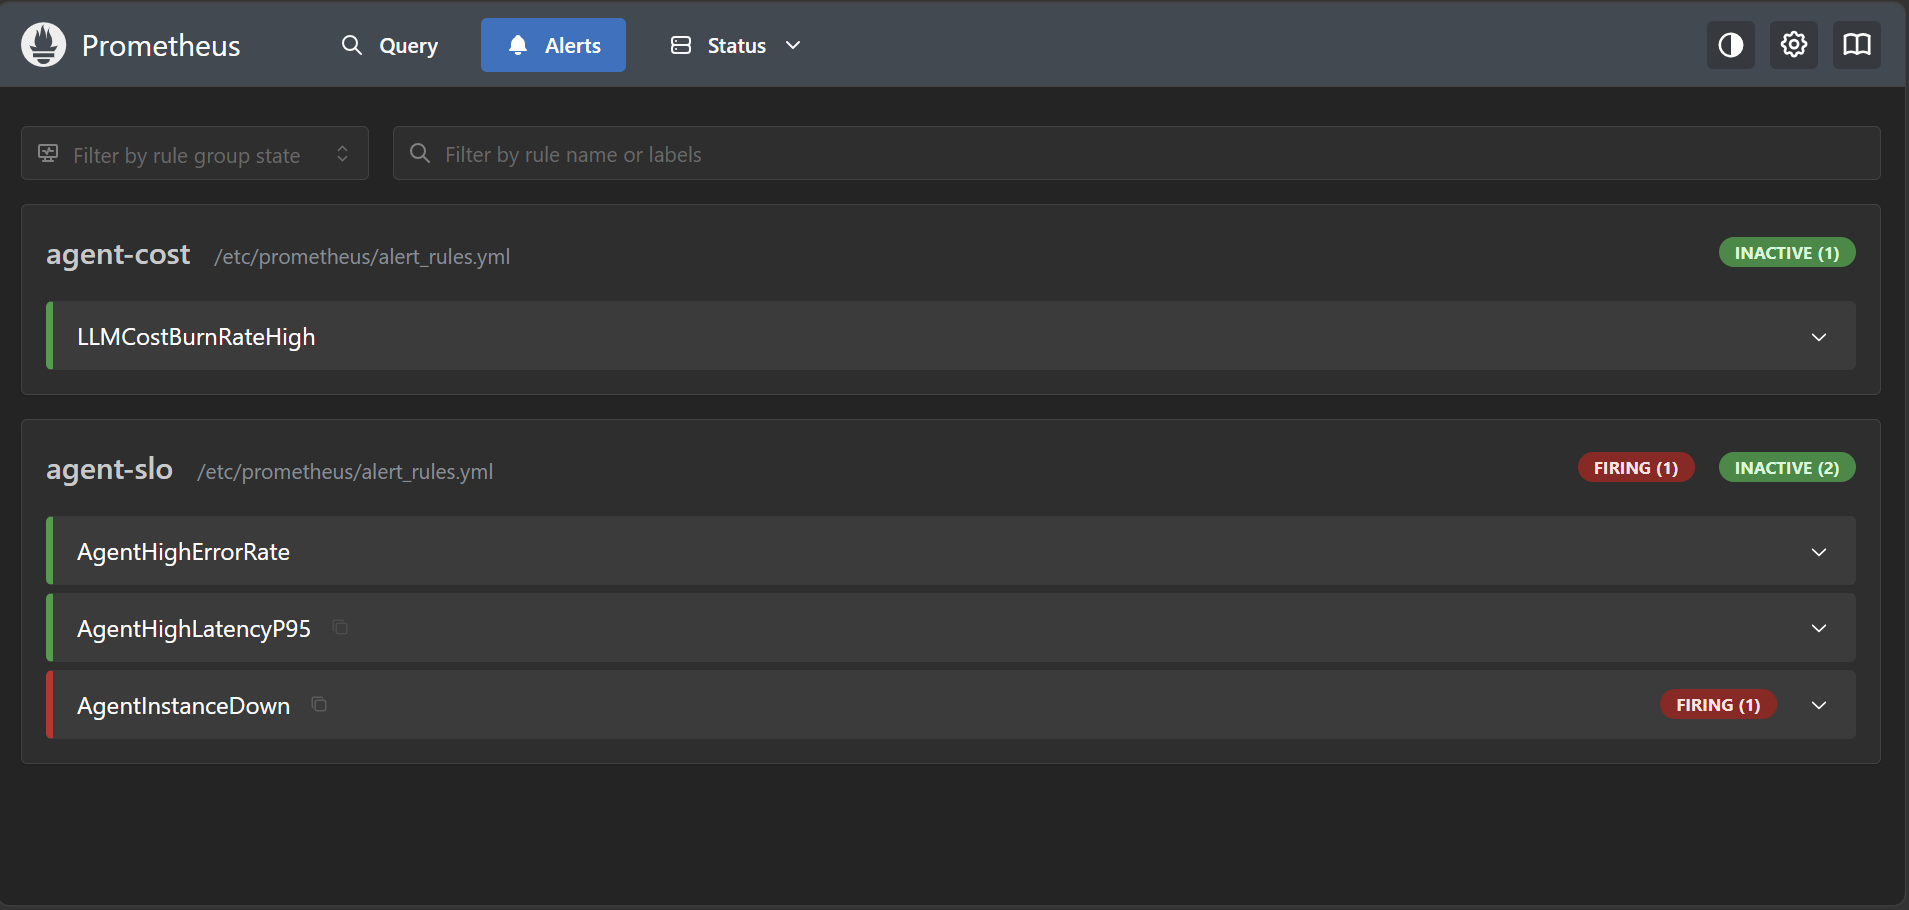 Prometheus Query Alerts Status
Filter by rule group state Filter by rule name or labels
agent-cost /etc/prometheus/alert_rules.yml INACTIVE (1)
LLMCostBurnRateHigh
agent-slo /etc/prometheus/alert_rules.yml FIRING (1) INACTIVE (2)
AgentHighErrorRate
AgentHighLatencyP95
AgentInstanceDown FIRING (1)